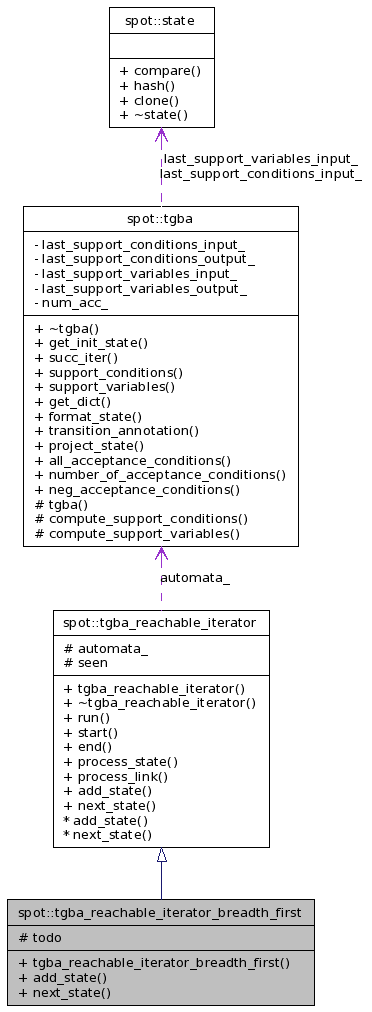 spot::state
+ compare()
+ hash()
+ clone()
+ ~state()
last_support_variables_input_
last_support_conditions_input_
spot::tgba
- last_support_conditions_input_
- last_support_conditions_output_
- last_support_variables_input_
- last_support_variables_output_
- num_acc_
+ ~tgba()
+ get_init_state()
+ succ_iter()
+ support_conditions()
+ support_variables()
+ get_dict()
+ format_state()
+ transition_annotation()
+ project_state()
+ all_acceptance_conditions()
+ number_of_acceptance_conditions()
+ neg_acceptance_conditions()
# tgba()
# compute_support_conditions()
# compute_support_variables()
automata_
spot::tgba_reachable_iterator
# automata_
# seen
+ tgba_reachable_iterator()
+ ~tgba_reachable_iterator()
+ run()
+ start()
+ end()
+ process_state()
+ process_link()
+ add_state()
+ next_state()
* add_state()
* next_state()
spot::tgba_reachable_iterator_breadth_first
# todo
+ tgba_reachable_iterator_breadth_first()
+ add_state()
+ next_state()